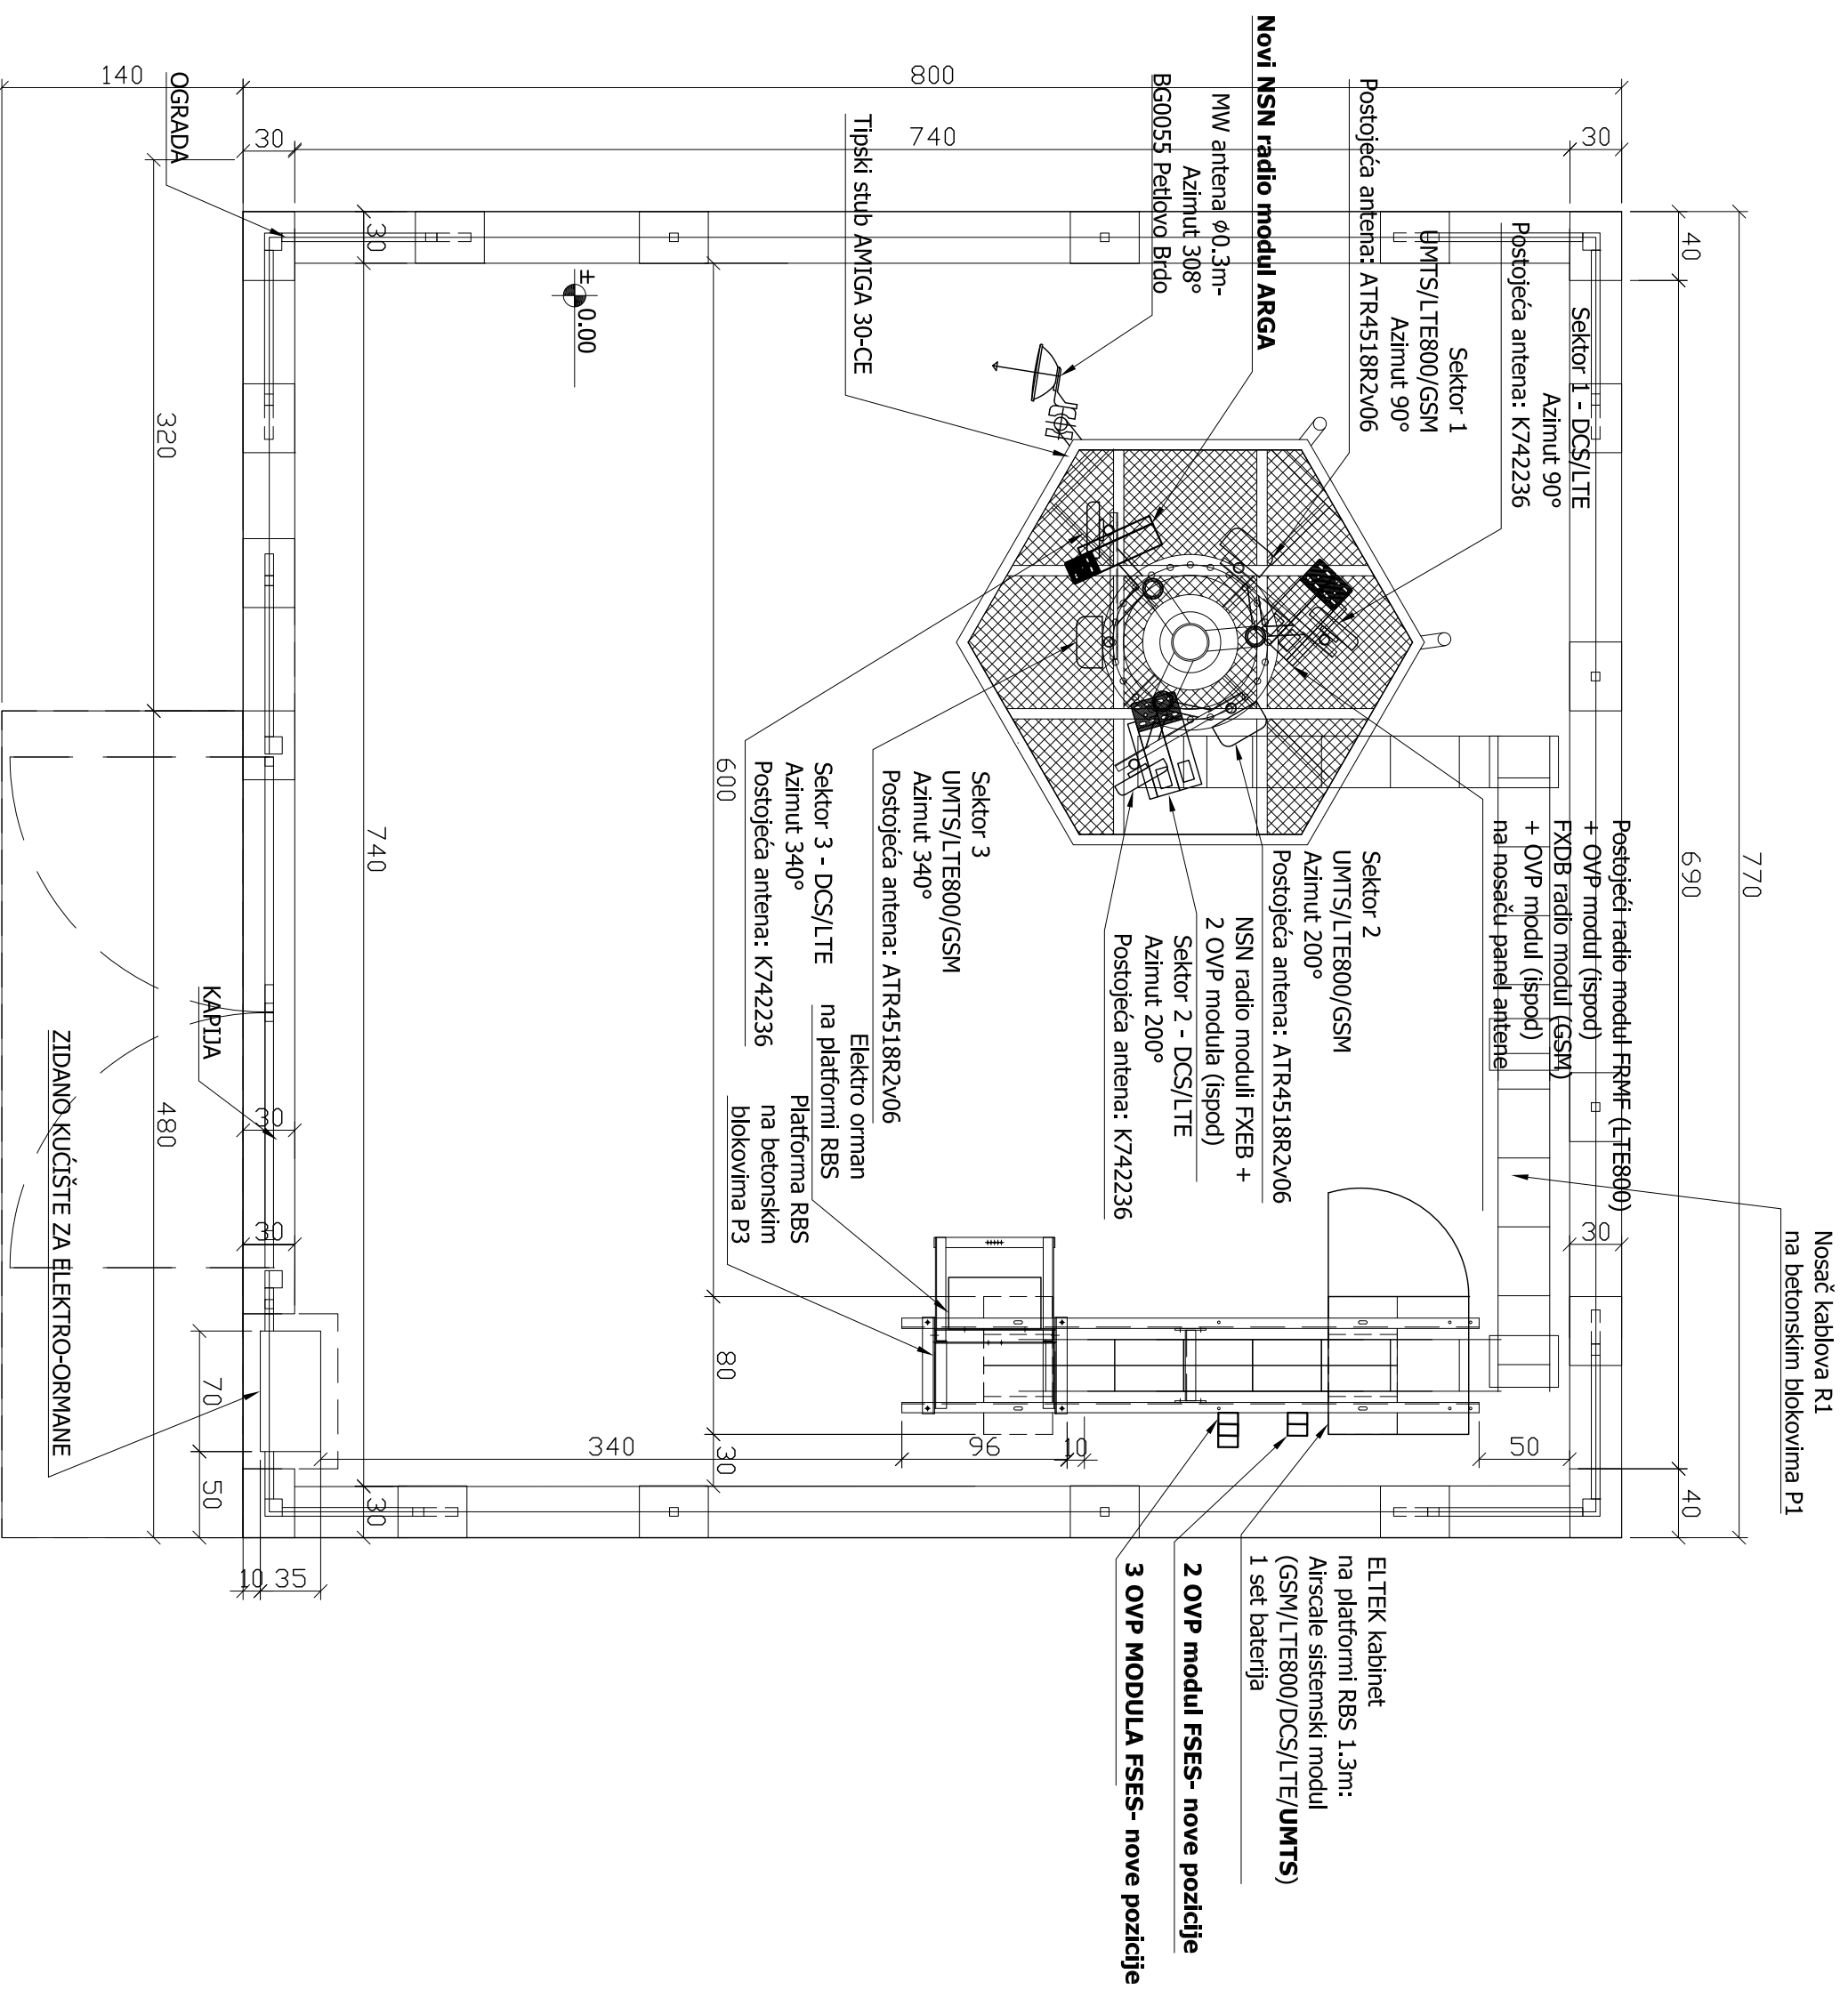 Nosač kablova R1
na betonskim blokovima P1
770
40
690
40
Sektor 1 - DCS/LTE
Azimut 90°
Postojeća antena: K742236
Sektor 1
UMTS/LTE800/GSM
Azimut 90°
Postojeća antena: ATR4518R2v06
Novi NSN radio modul ARGA
MW antena ϕ0.3m-
Azimut 308°
BG0055 Petlovo Brdo
Tipski stub AMIGA 30-CE
Postojeći radio modul FRMF (LTE800)
+ OVP modul (ispod)
FXDB radio modul (GSM)
+ OVP modul (ispod)
na nosaču panel antene
Sektor 2
UMTS/LTE800/GSM
Azimut 200°
Postojeća antena: ATR4518R2v06
NSN radio moduli FXEB +
2 OVP modula (ispod)
Sektor 2 - DCS/LTE
Azimut 200°
Postojeća antena: K742236
Sektor 3
UMTS/LTE800/GSM
Azimut 340°
Postojeća antena: ATR4518R2v06
Sektor 3 - DCS/LTE
Azimut 340°
Postojeća antena: K742236
Elektro orman
na platformi RBS
Platforma RBS
na betonskim
blokovima P3
ELTEK kabinet
na platformi RBS 1.3m:
Airscale sistemski modul
(GSM/LTE800/DCS/LTE/UMTS)
1 set baterija
2 OVP modul FSES- nove pozicije
3 OVP MODULA FSES- nove pozicije
30
740
30
800
140
30
50
10
96
340
600
80
30
± 0.00
30
740
30
30
30
70
50
10
35
OGRADA
KAPIJA
320
480
ZIDANO KUĆIŠTE ZA ELEKTRO-ORMANE